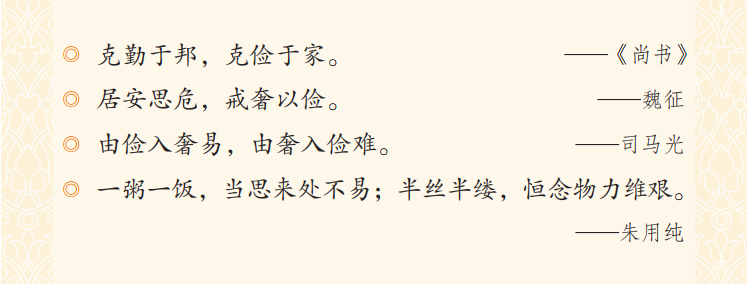 ◎ 克勤于邦，克俭于家。 ——《尚书》
◎ 居安思危，戒奢以俭。 ——魏征
◎ 由俭入奢易，由奢入俭难。 ——司马光
◎ 一粥一饭，当思来处不易；半丝半缕，恒念物力维艰。
——朱用纯